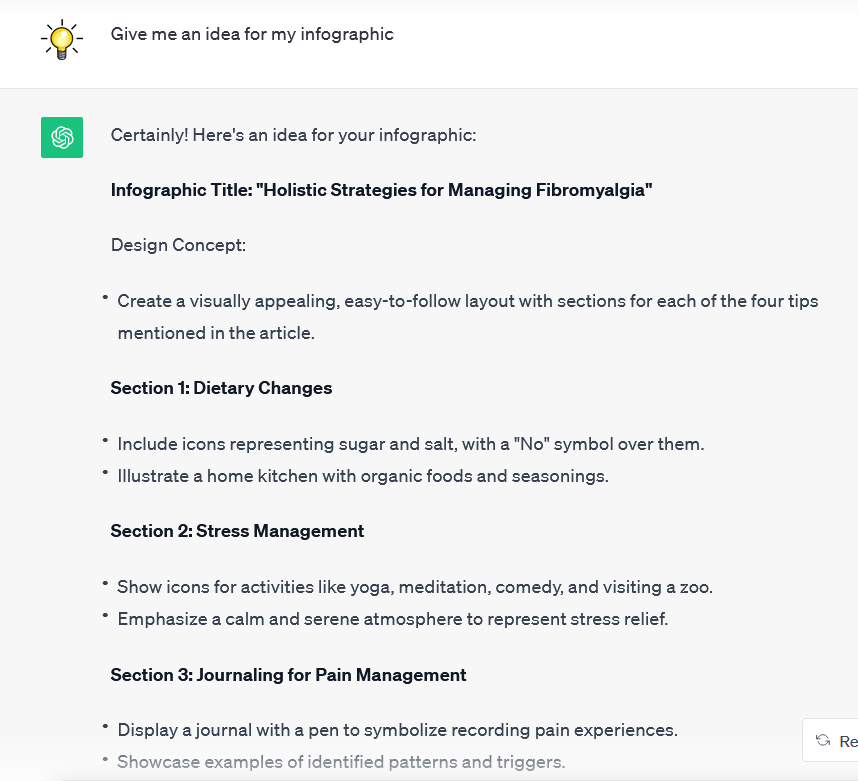 Give me an idea for my infographic
Certainly! Here's an idea for your infographic:
Infographic Title: "Holistic Strategies for Managing Fibromyalgia"
Design Concept:
• Create a visually appealing, easy-to-follow layout with sections for each of the four tips
mentioned in the article.
Section 1: Dietary Changes
• Include icons representing sugar and salt, with a "No" symbol over them.
• Illustrate a home kitchen with organic foods and seasonings.
Section 2: Stress Management
• Show icons for activities like yoga, meditation, comedy, and visiting a zoo.
• Emphasize a calm and serene atmosphere to represent stress relief.
Section 3: Journaling for Pain Management
• Display a journal with a pen to symbolize recording pain experiences.
Re
• Showcase examples of identified patterns and triggers.